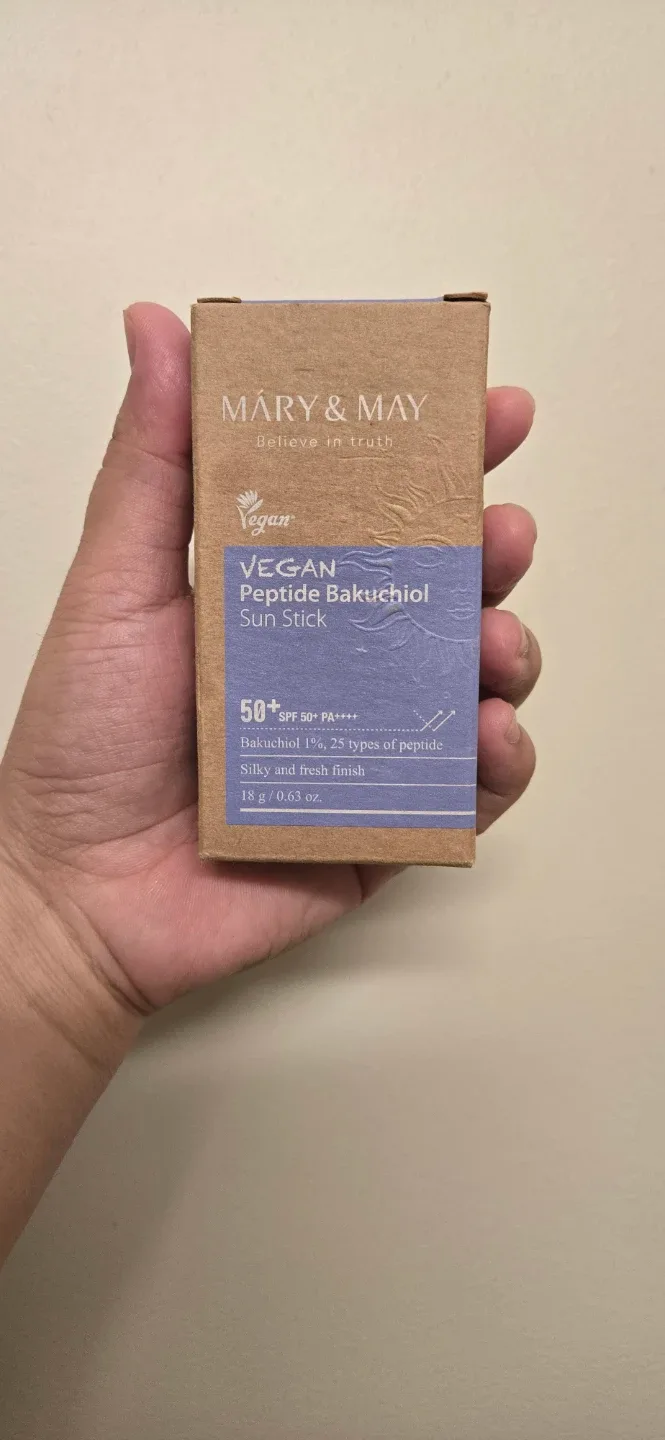 MÁRY & MAY
Believe in truth
Vegan
VEGAN
Peptide Bakuchiol
Sun Stick
50+ SPF 50+ PA++++
Bakuchiol 1%, 25 types of peptide
Silky and fresh finish
18 g / 0.63 oz.